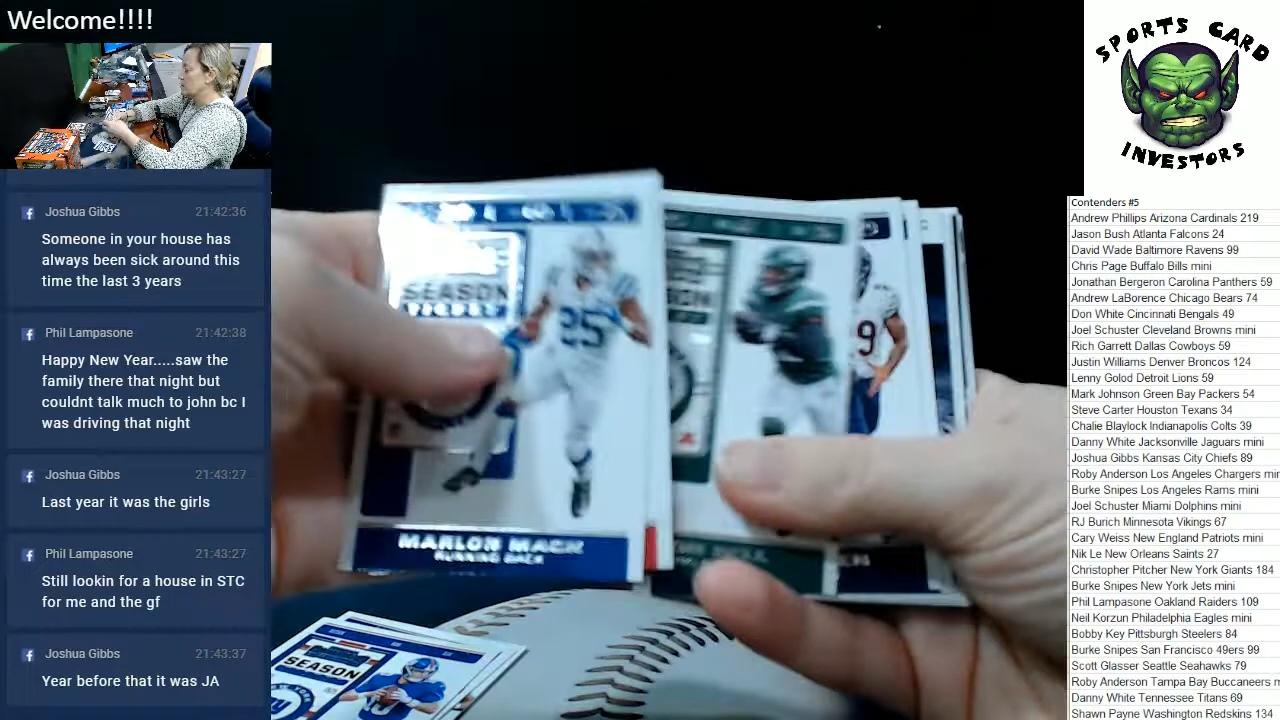 Welcome!!!!
Joshua Gibbs 21:42:36
Someone in your house has
always been sick around this
time the last 3 years
Phil Lampasone 21:42:38
Happy New Year.....saw the
family there that night but
couldnt talk much to john bc I
was driving that night
Joshua Gibbs 21:43:27
Last year it was the girls
Phil Lampasone 21:43:27
Still lookin for a house in STC
for me and the gf
Joshua Gibbs 21:43:37
Year before that it was JA
SEASON
TICKET
25
MARLON MACK
RUNNING BACK
SEASON
9
SPORTS CARD
INVESTORS
Contenders #5
Andrew Phillips Arizona Cardinals 219
Jason Bush Atlanta Falcons 24
David Wade Baltimore Ravens 99
Chris Page Buffalo Bills mini
Jonathan Bergeron Carolina Panthers 59
Andrew LaBorence Chicago Bears 74
Don White Cincinnati Bengals 49
Joel Schuster Cleveland Browns mini
Rich Garrett Dallas Cowboys 59
Justin Williams Denver Broncos 124
Lenny Golod Detroit Lions 59
Mark Johnson Green Bay Packers 54
Steve Carter Houston Texans 34
Chalie Blaylock Indianapolis Colts 39
Danny White Jacksonville Jaguars mini
Joshua Gibbs Kansas City Chiefs 89
Roby Anderson Los Angeles Chargers mir
Burke Snipes Los Angeles Rams mini
Joel Schuster Miami Dolphins mini
RJ Burich Minnesota Vikings 67
Cary Weiss New England Patriots mini
Nik Le New Orleans Saints 27
Christopher Pitcher New York Giants 184
Burke Snipes New York Jets mini
Phil Lampasone Oakland Raiders 109
Neil Korzun Philadelphia Eagles mini
Bobby Key Pittsburgh Steelers 84
Burke Snipes San Francisco 49ers 99
Scott Glasser Seattle Seahawks 79
Roby Anderson Tampa Bay Buccaneers m
Danny White Tennessee Titans 69
Shawn Payne Washington Redskins 134